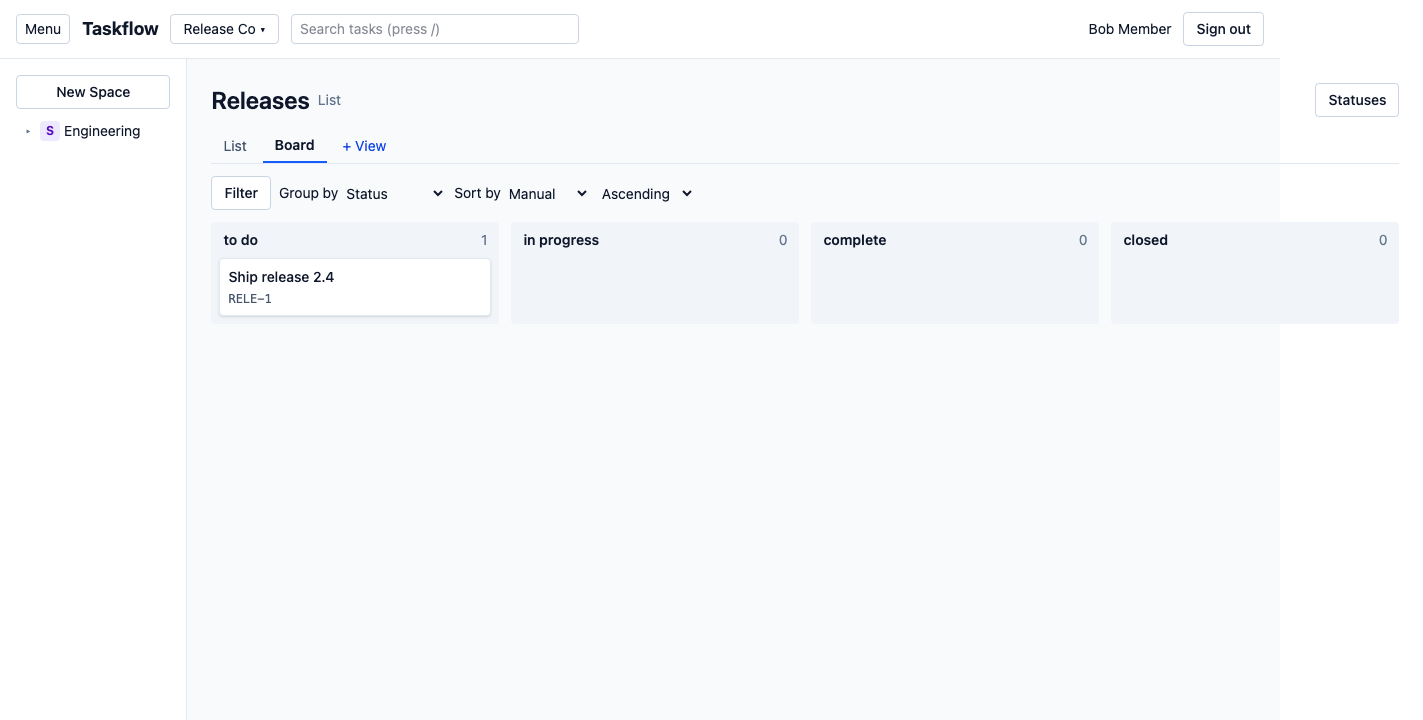 Menu Taskflow Release Co ▾ Search tasks (press /) Bob Member Sign out
New Space
▸ S Engineering
Releases List Statuses
List Board + View
Filter Group by Status Sort by Manual Ascending
to do 1 in progress 0 complete 0 closed 0
Ship release 2.4
RELE-1